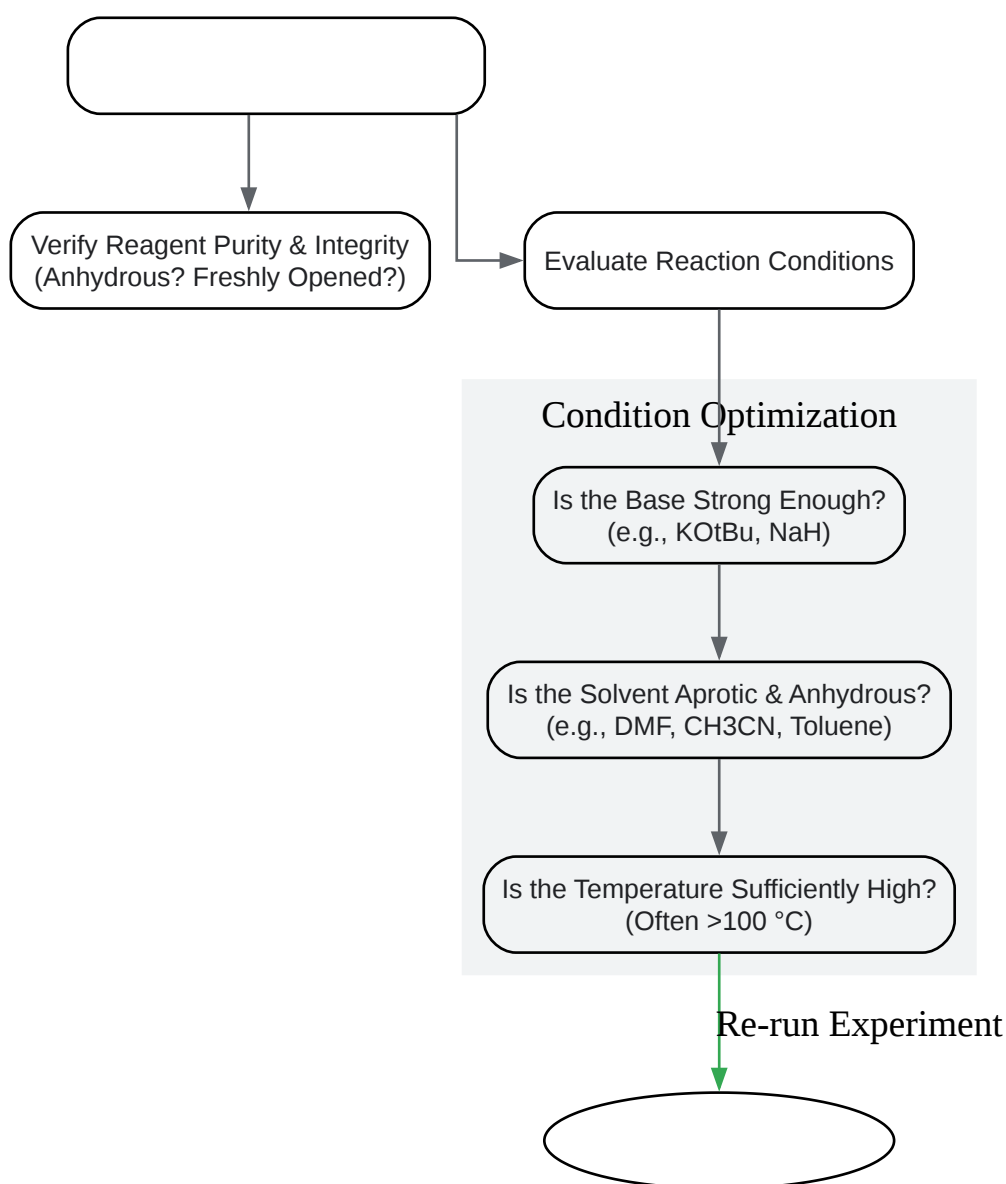 Verify Reagent Purity & Integrity
(Anhydrous? Freshly Opened?)
Evaluate Reaction Conditions
Condition Optimization
Is the Base Strong Enough?
(e.g., KOtBu, NaH)
Is the Solvent Aprotic & Anhydrous?
(e.g., DMF, CH3CN, Toluene)
Is the Temperature Sufficiently High?
(Often >100 °C)
Re-run Experiment